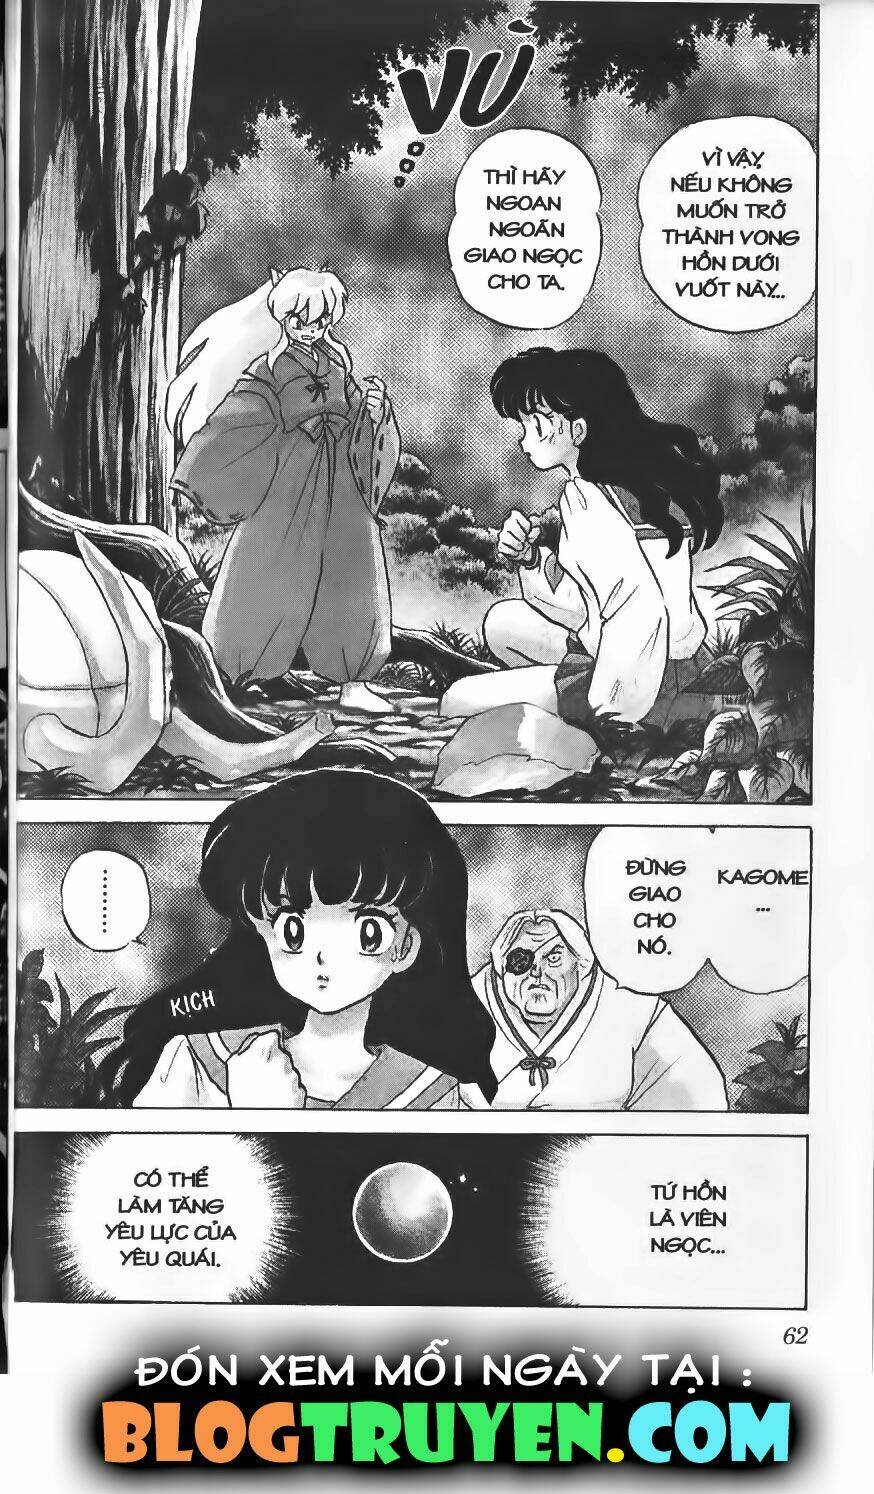 VÙ
...
VÌ VẬY,
NẾU KHÔNG
MUỐN TRỞ
THÀNH VONG
HỒN DƯỚI
VUỐT NÀY...
THÌ HÃY
NGOAN
NGOÃN
GIAO NGỌC
CHO TA.
KAGOME
...
ĐỪNG
GIAO
CHO
NÓ.
KỊCH
.........
TỨ HỒN
LÀ VIÊN
NGỌC...
CÓ THỂ
LÀM TĂNG
YÊU LỰC CỦA
YÊU QUÁI.
62
ĐÓN XEM MỖI NGÀY TẠI :
BLOGTRUYEN.COM